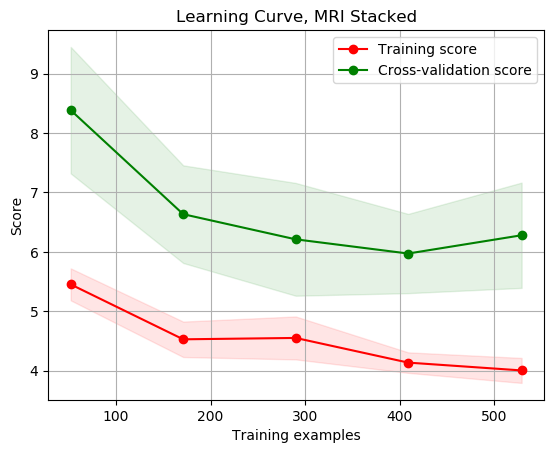 Learning Curve, MRI Stacked
Training score
Cross-validation score
Score
9
8
7
6
5
4
100
200
300
400
500
Training examples